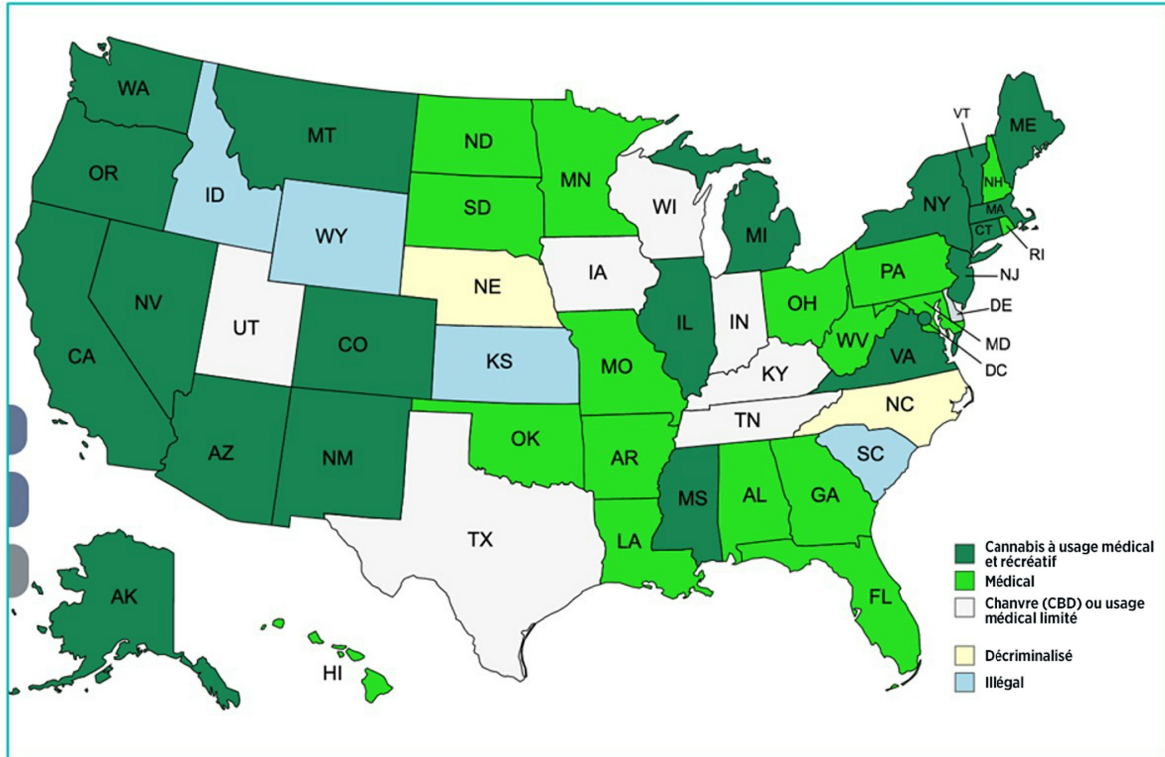 WA
MT
ND
MN
VT
ME
OR
ID
SD
WI
NH
NY
MA
WY
MI
CT
RI
IA
PA
NJ
NE
NV
OH
DE
UT
IL
IN
CO
WV
MD
CA
KS
MO
VA
DC
KY
NC
TN
OK
AZ
NM
AR
SC
MS
AL
GA
TX
LA
AK
FL
HI
Cannabis à usage médical
et récréatif
Médical
Chanvre (CBD) ou usage
médical limité
Décriminalisé
Illégal